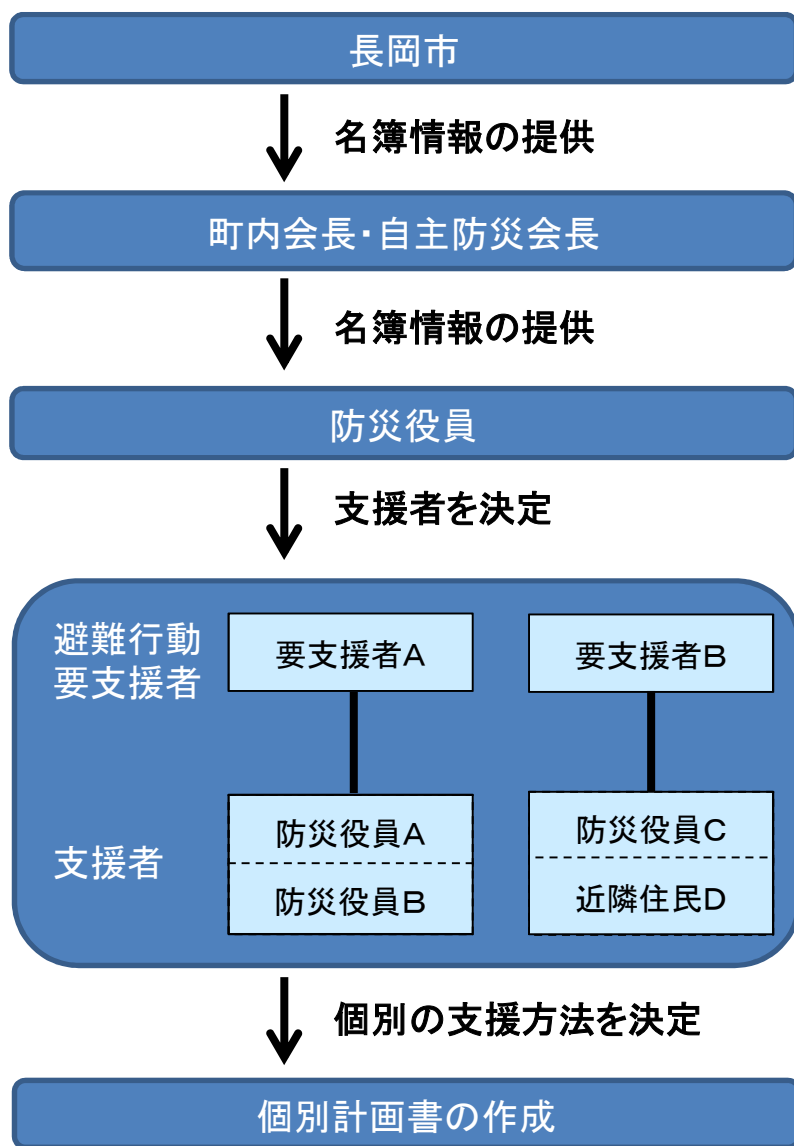 長岡市
名簿情報の提供
町内会長・自主防災会長
名簿情報の提供
防災役員
支援者を決定
避難行動
要支援者
要支援者A
要支援者B
支援者
防災役員A
防災役員B
防災役員C
近隣住民D
個別の支援方法を決定
個別計画書の作成